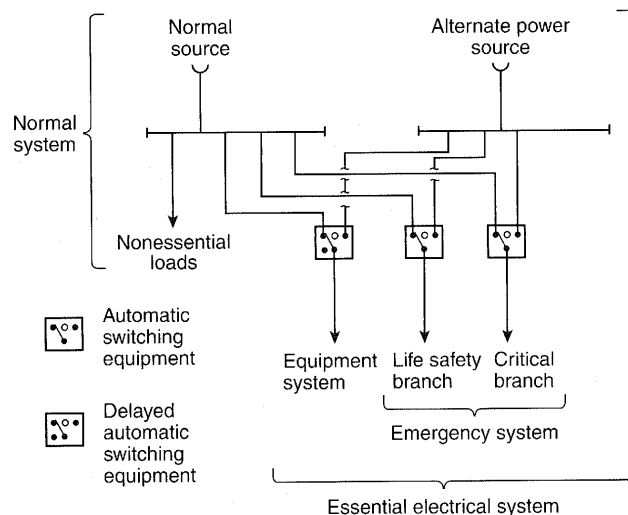 Normal
source
Alternate power
source
Normal
system
Nonessential
loads
Automatic
switching
equipment
Equipment
system
Life safety
branch
Critical
branch
Delayed
automatic
switching
equipment
Emergency system
Essential electrical system